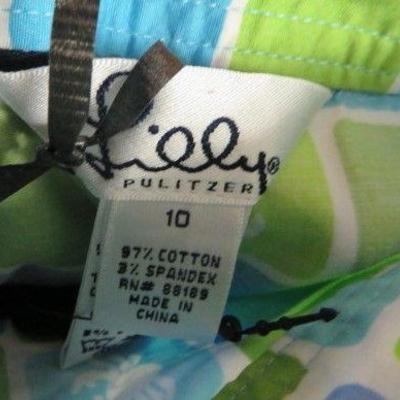 Lilly®
PULITZER
10
97% COTTON
3% SPANDEX
RN# 88189
MADE IN
CHINA